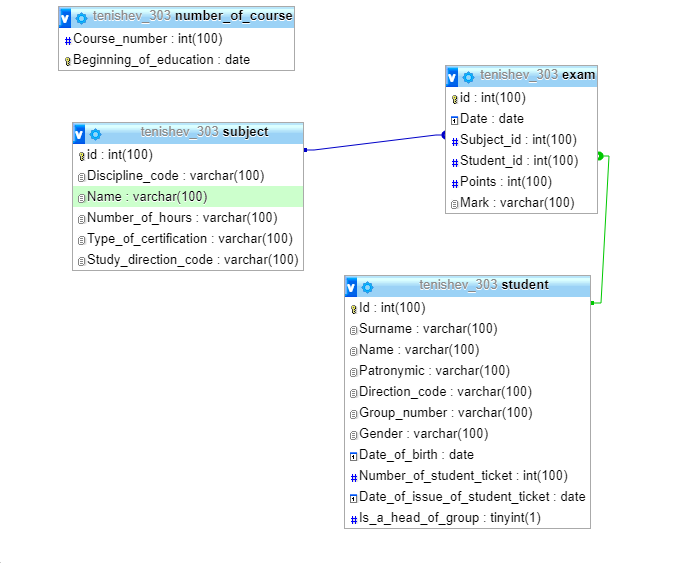 tenishev_303 number_of_course
Course_number : int(100)
Beginning_of_education : date
tenishev_303 exam
id : int(100)
Date : date
Subject_id : int(100)
Student_id : int(100)
Points : int(100)
Mark : varchar(100)
tenishev_303 subject
id : int(100)
Discipline_code : varchar(100)
Name : varchar(100)
Number_of_hours : varchar(100)
Type_of_certification : varchar(100)
Study_direction_code : varchar(100)
tenishev_303 student
Id : int(100)
Surname : varchar(100)
Name : varchar(100)
Patronymic : varchar(100)
Direction_code : varchar(100)
Group_number : varchar(100)
Gender : varchar(100)
Date_of_birth : date
Number_of_student_ticket : int(100)
Date_of_issue_of_student_ticket : date
Is_a_head_of_group : tinyint(1)